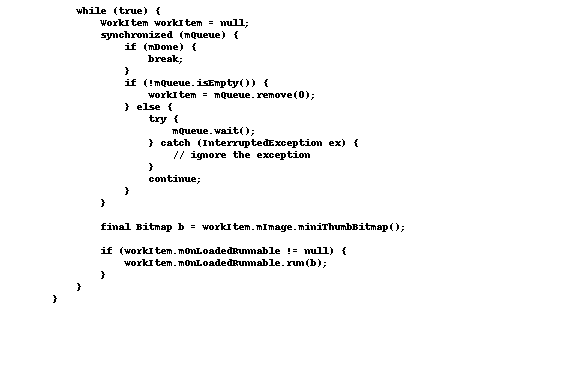 while (true) {
WorkItem workItem = null;
synchronized (mQueue) {
if (mDone) {
break;
}
if (!mQueue.isEmpty()) {
workItem = mQueue.remove(0);
} else {
try {
mQueue.wait();
} catch (InterruptedException ex) {
// ignore the exception
}
continue;
}
}
final Bitmap b = workItem.mImage.miniThumbBitmap();
if (workItem.mOnLoadedRunnable != null) {
workItem.mOnLoadedRunnable.run(b);
}
}
}